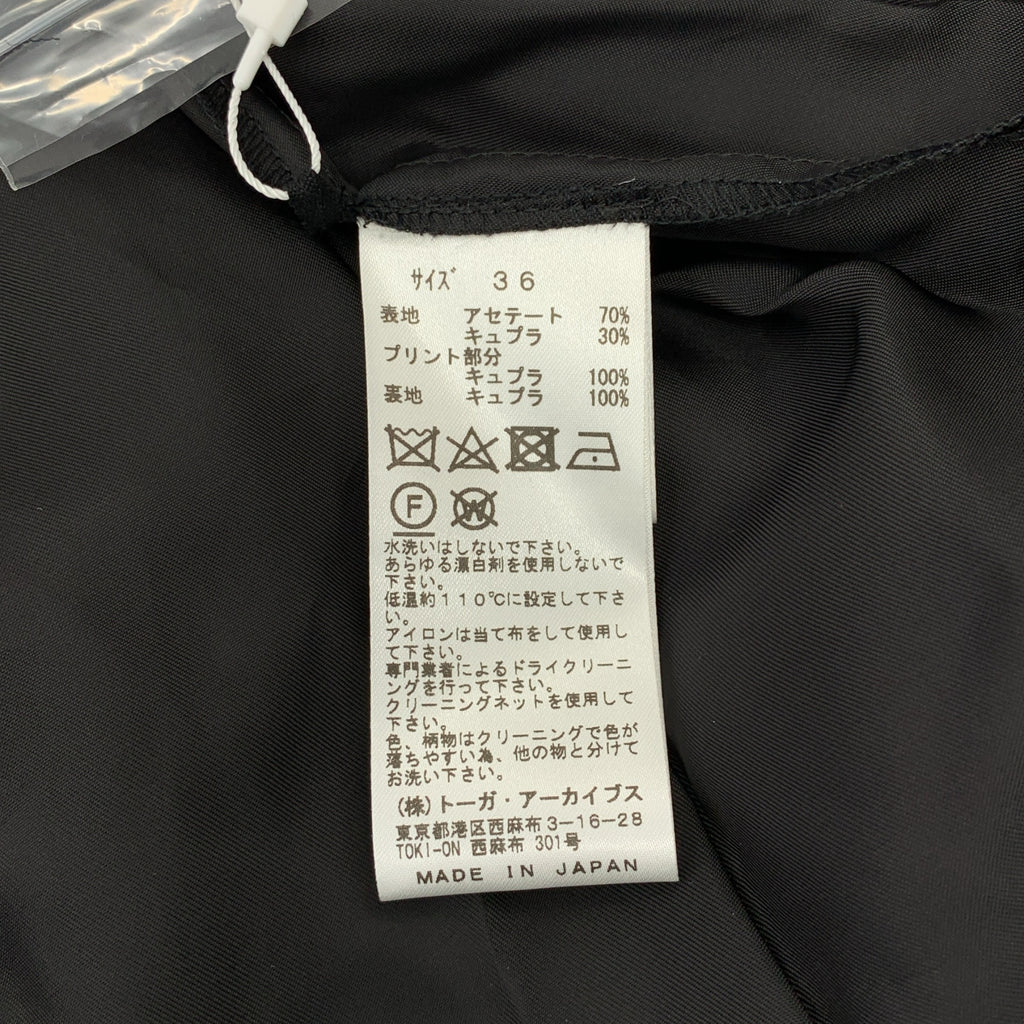 サイズ 36
表地 アセテート 70%
キュプラ 30%
プリント部分
キュプラ 100%
裏地 キュプラ 100%
F W
水洗いはしないで下さい。
あらゆる漂白剤を使用しないで
下さい。
低温約110℃に設定して下さ
い。
アイロンは当て布をして使用し
て下さい。
専門業者によるドライクリーニ
ングを行って下さい。
クリーニングネットを使用して
下さい。
色、柄物はクリーニングで色が
落ちやすい為、他の物と分けて
お洗い下さい。
(株)トーガ・アーカイブス
東京都港区西麻布3-16-28
TOKI-ON 西麻布 301号
MADE IN JAPAN